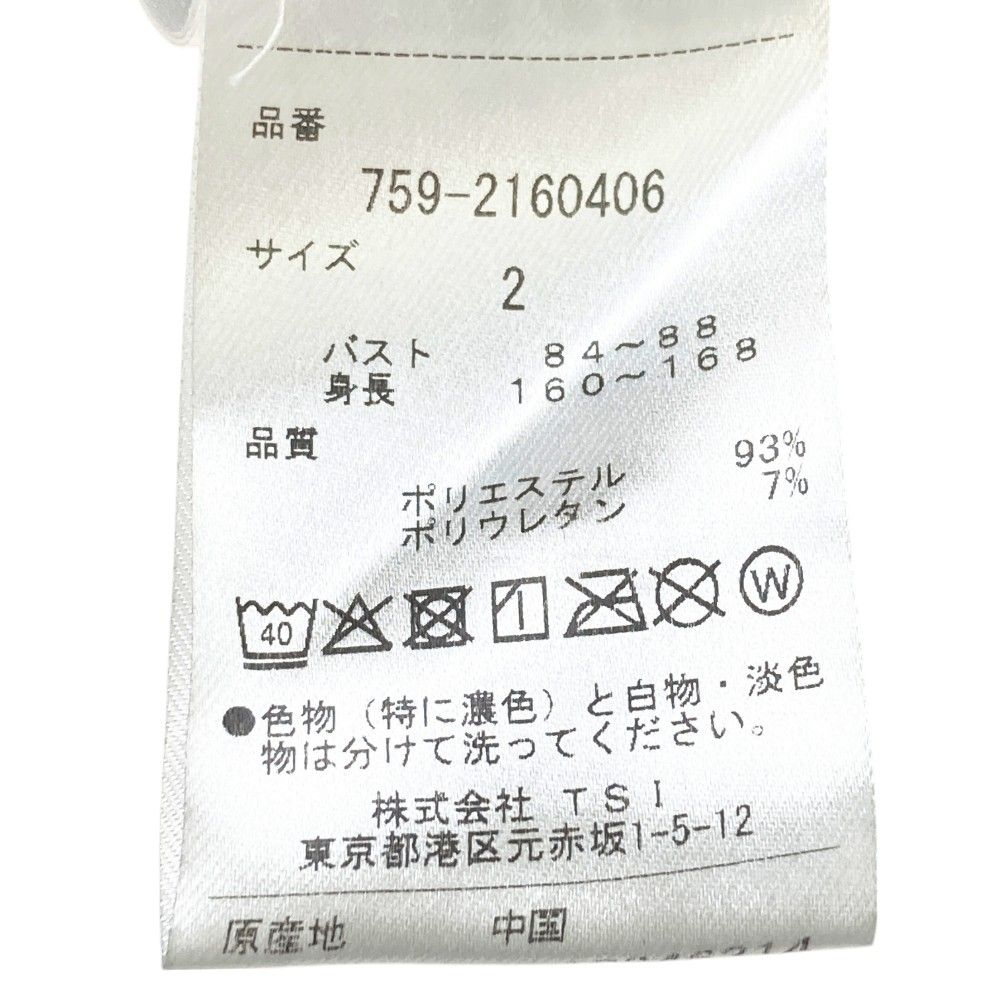 品番
759-2160406
サイズ
2
バスト 84～88
身長 160～168
品質
ポリエステル 93%
ポリウレタン 7%
40 W
●色物（特に濃色）と白物・淡色
物は分けて洗ってください。
株式会社 TSI
東京都港区元赤坂1-5-12
原産地 中国